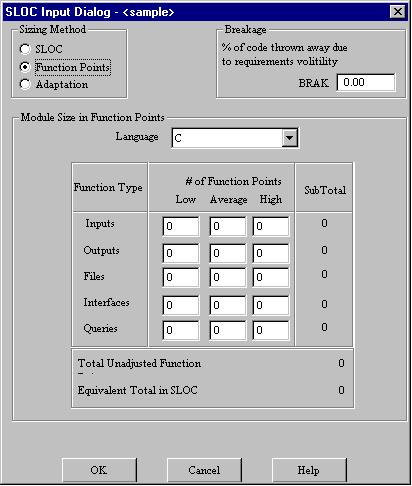 SLOC Input Dialog - <sample>
Sizing Method
SLOC
Function Points
Adaptation
Breakage
% of code thrown away due
to requirements volitility
BRAK 0.00
Module Size in Function Points
Language C
Function Type # of Function Points SubTotal
Low Average High
Inputs 0 0 0 0
Outputs 0 0 0 0
Files 0 0 0 0
Interfaces 0 0 0 0
Queries 0 0 0 0
Total Unadjusted Function 0
Equivalent Total in SLOC 0
OK Cancel Help